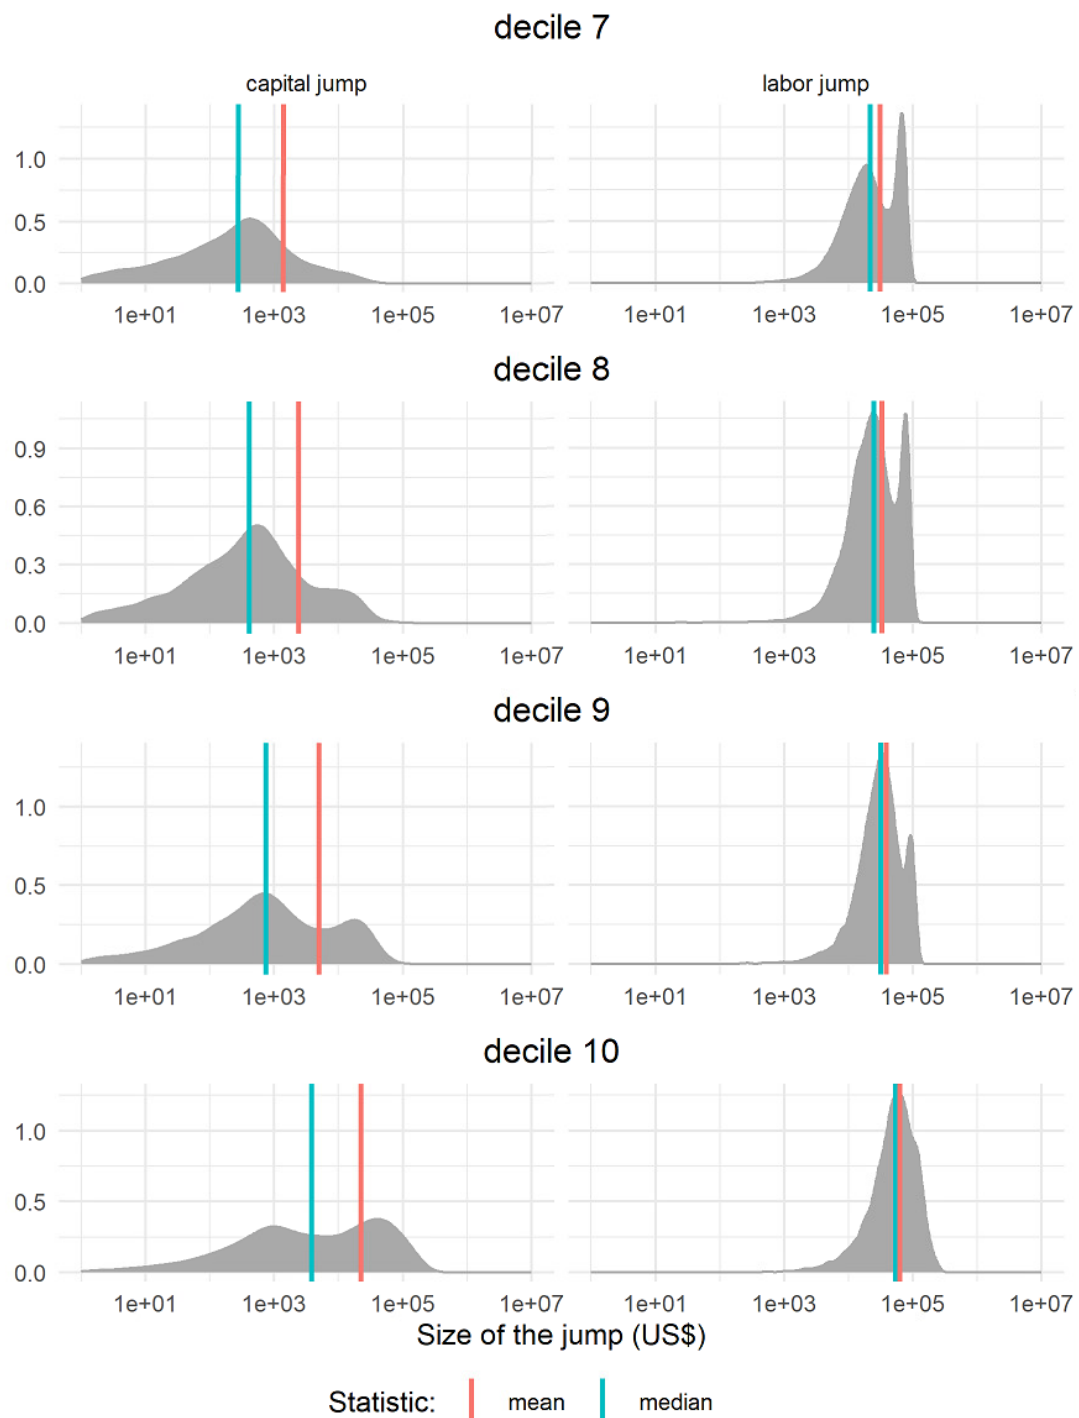 decile 7
capital jump labor jump
1.0
0.5
0.0
1e+01 1e+03 1e+05 1e+07 1e+01 1e+03 1e+05 1e+07
decile 8
0.9
0.6
0.3
0.0
1e+01 1e+03 1e+05 1e+07 1e+01 1e+03 1e+05 1e+07
decile 9
1.0
0.5
0.0
1e+01 1e+03 1e+05 1e+07 1e+01 1e+03 1e+05 1e+07
decile 10
1.0
0.5
0.0
1e+01 1e+03 1e+05 1e+07 1e+01 1e+03 1e+05 1e+07
Size of the jump (US$)
Statistic: mean median